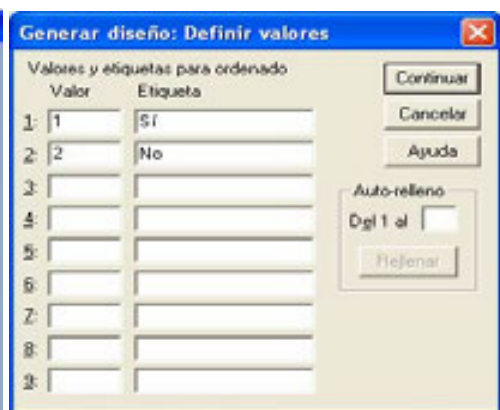 Generar diseño: Definir valores
Valores y etiquetas para ordenado
Valor Etiqueta
1: 1 Sí
2: 2 No
3:
4:
5:
6:
7:
8:
9:
Continuar
Cancelar
Ayuda
Auto-relleno
Del 1 al
Rellenar